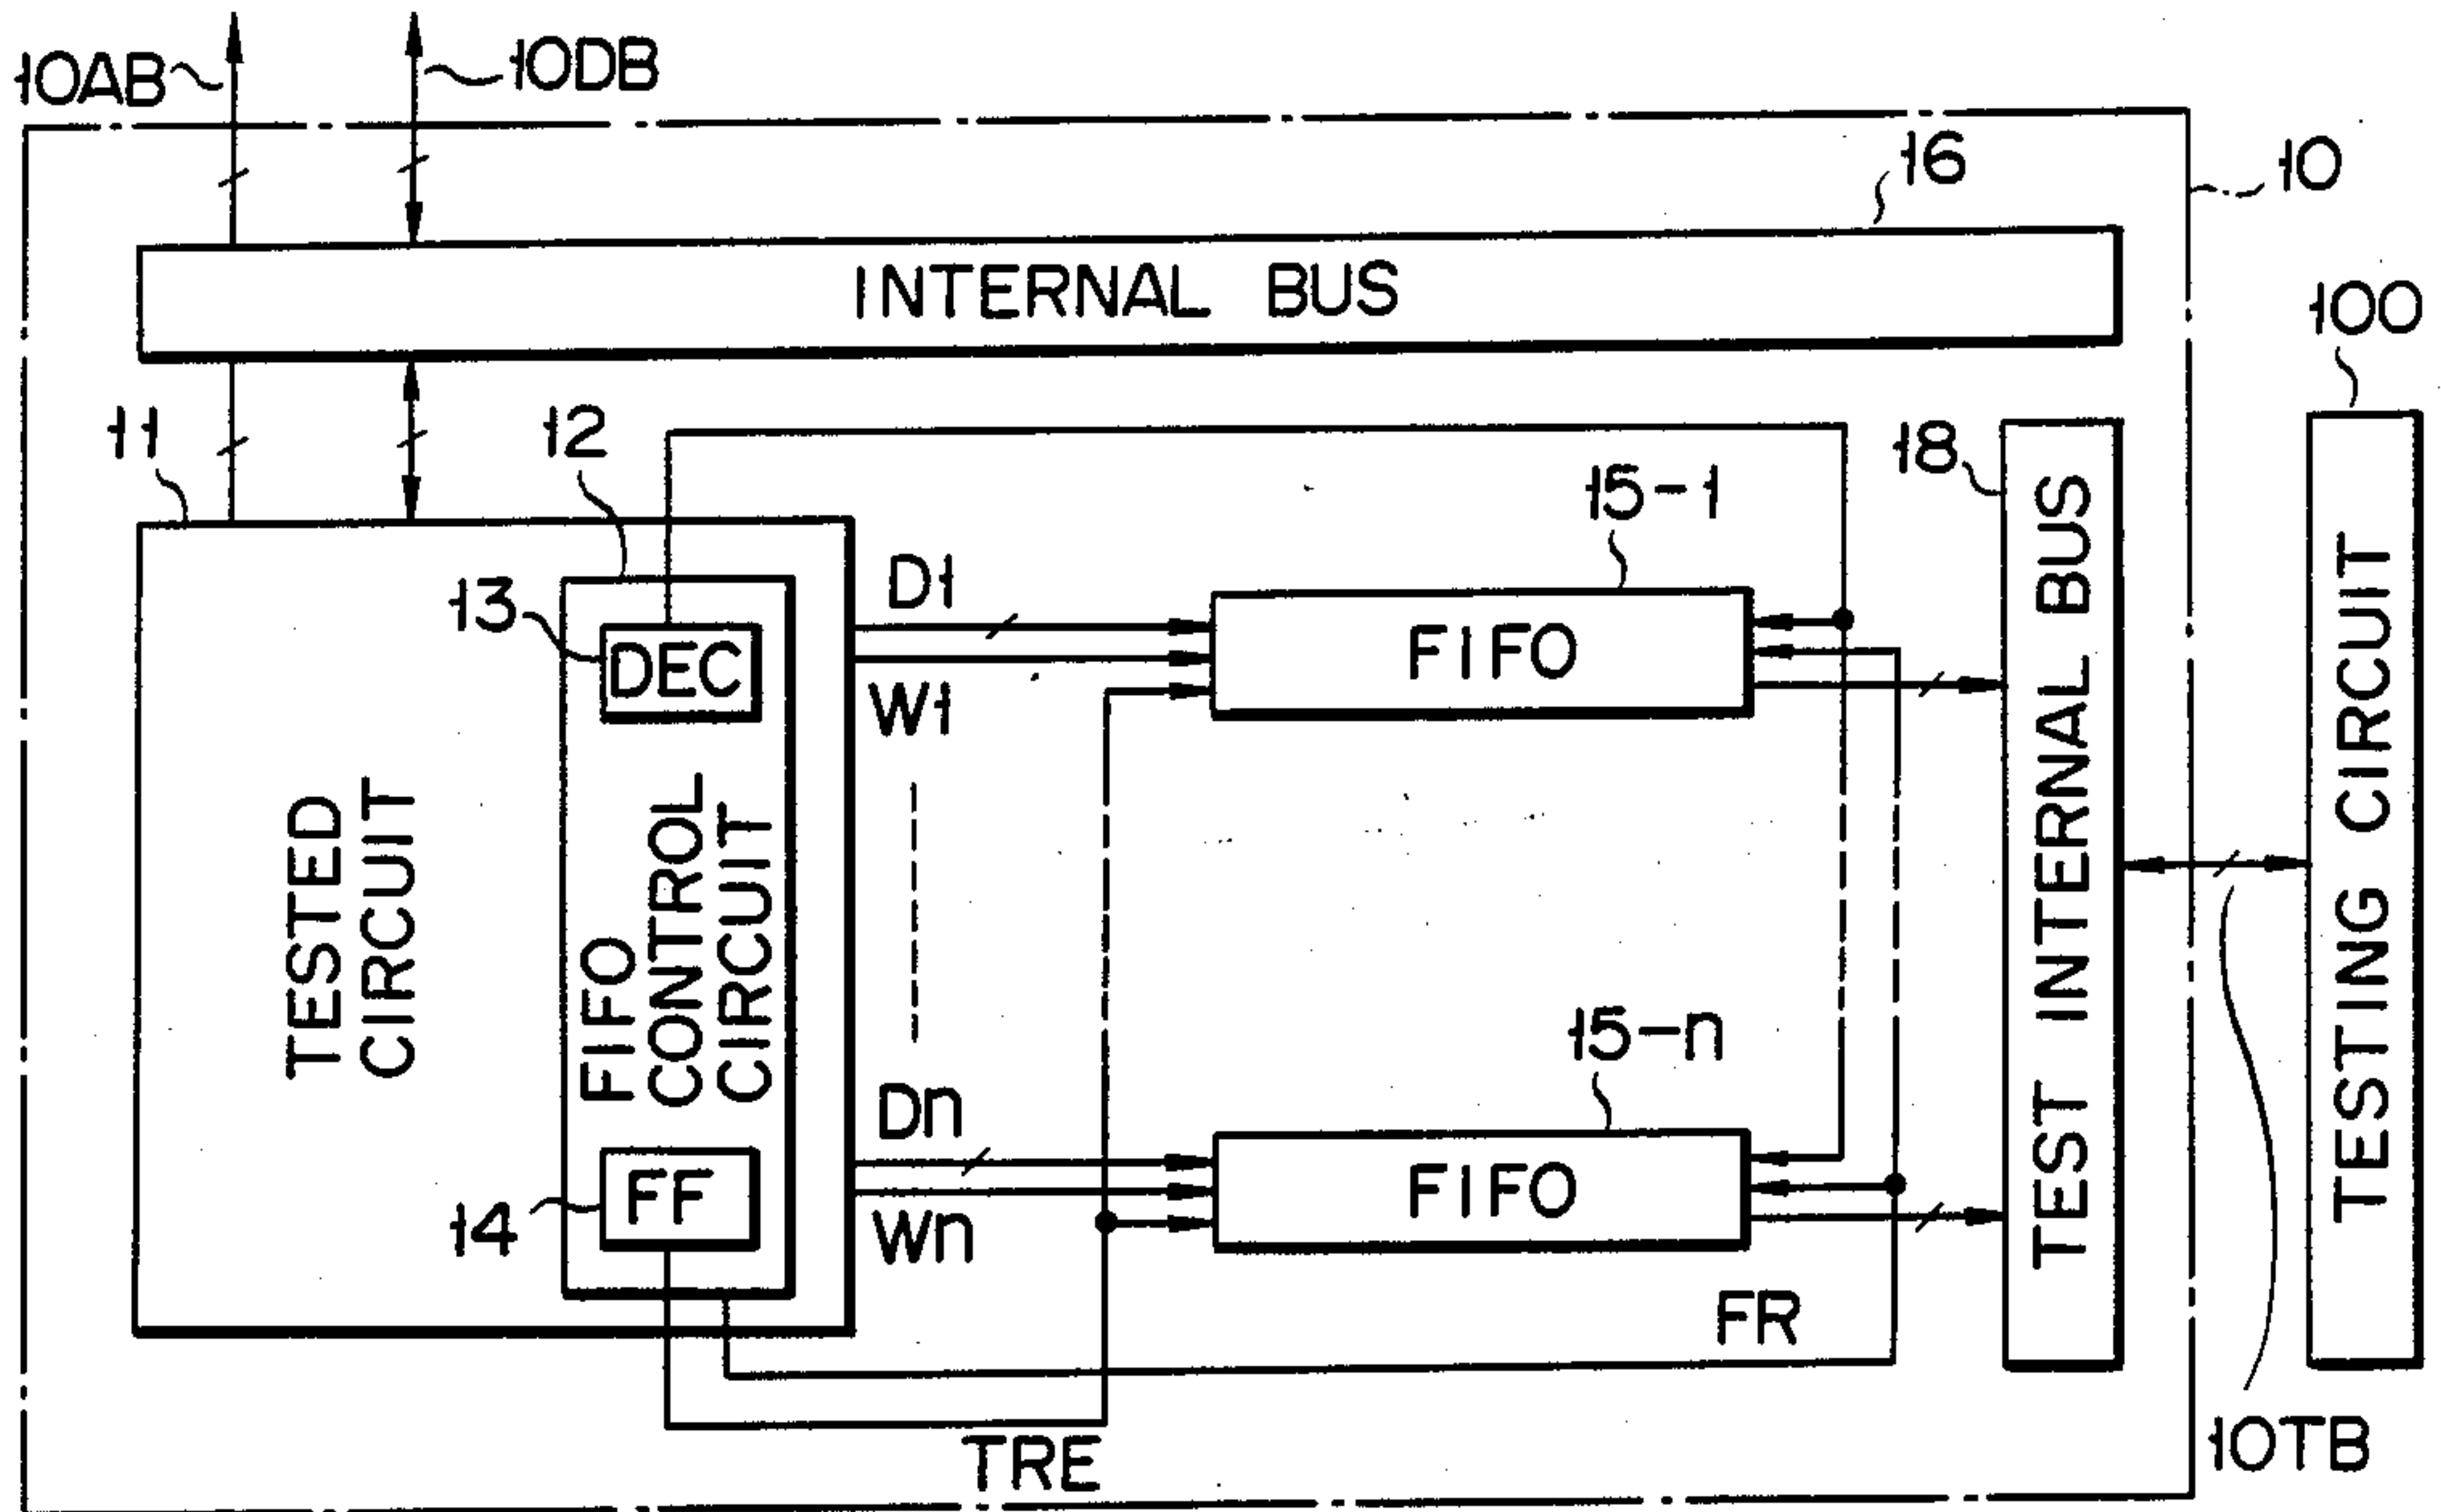 10AB
10DB
16
10
INTERNAL BUS
100
11
12
18
15-1
D1
13
DEC
FIFO
W1
TESTED
CIRCUIT
FIFO
CONTROL
CIRCUIT
TEST INTERNAL BUS
TESTING CIRCUIT
15-n
Dn
14
FF
FIFO
Wn
FR
TRE
10TB